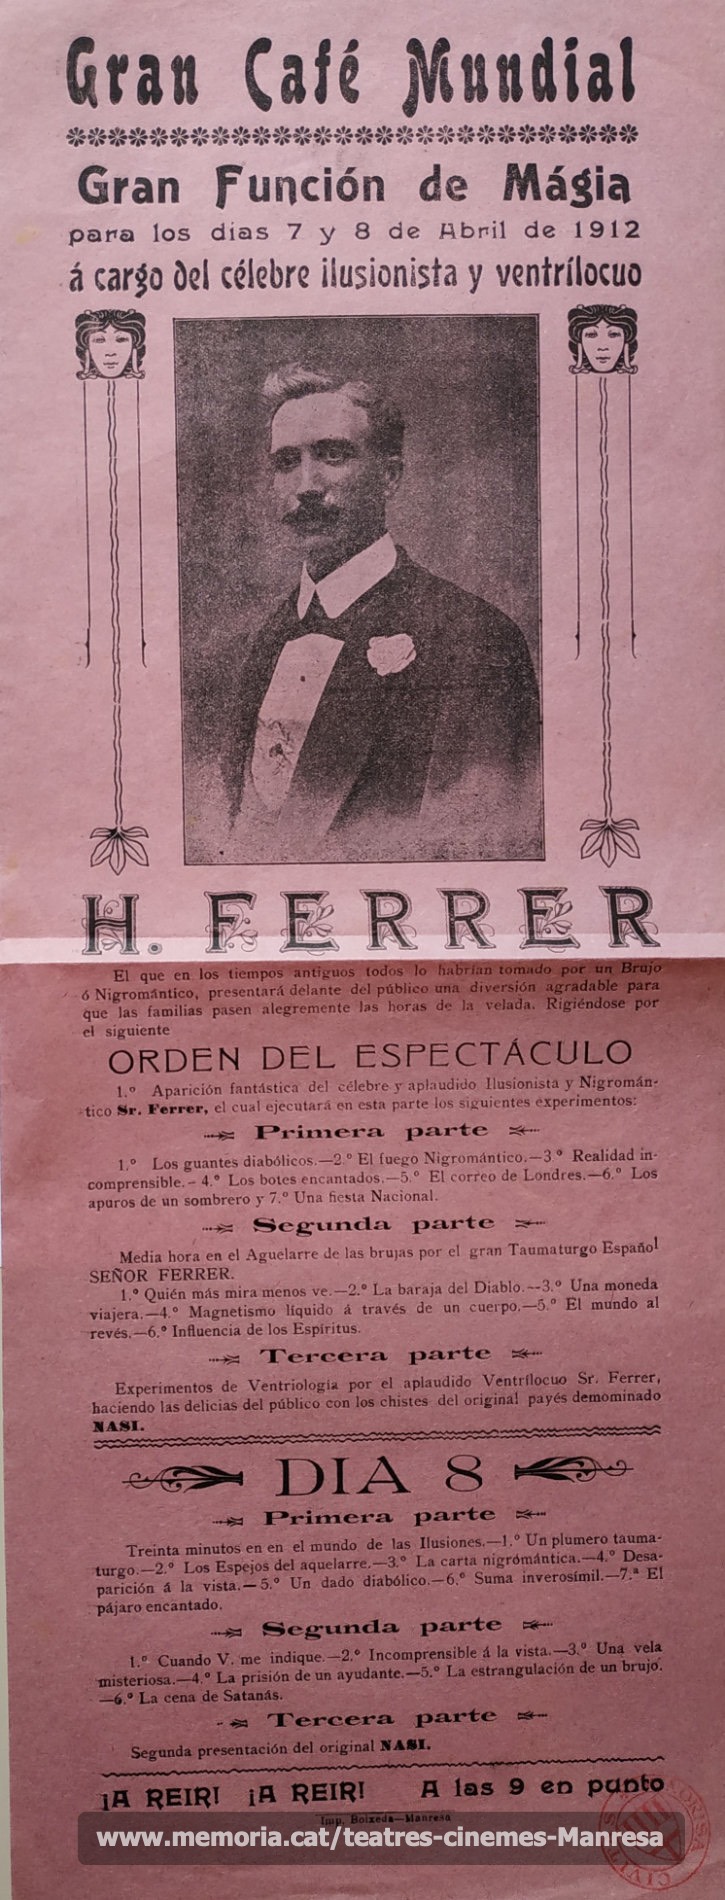 Gran Café Mundial
Gran Función de Mágia
para los dias 7 y 8 de Abril de 1912
á cargo del célebre ilusionista y ventrílocuo
H. FERRER
El que en los tiempos antiguos todos lo habrían tomado por un Brujo
ó Nigromántico, presentará delante del público una diversión agradable para
que las familias pasen alegremente las horas de la velada. Rigiéndose por
el siguiente
ORDEN DEL ESPECTÁCULO
1.º Aparición fantástica del célebre y aplaudido Ilusionista y Nigromán-
tico Sr. Ferrer, el cual ejecutará en esta parte los siguientes experimentos:
Primera parte
1.º Los guantes diabólicos.—2.º El fuego Nigromántico.—3.º Realidad in-
comprensible.- 4.º Los botes encantados.—5.º El correo de Londres.—6.º Los
apuros de un sombrero y 7.º Una fiesta Nacional.
Segunda parte
Media hora en el Aguelarre de las brujas por el gran Taumaturgo Español
SEÑOR FERRER.
1.º Quién más mira menos ve.—2.º La baraja del Diablo.--3.º Una moneda
viajera.—4.º Magnetismo líquido á través de un cuerpo.—5.º El mundo al
revés.—6.º Influencia de los Espíritus.
Tercera parte
Experimentos de Ventriologia por el aplaudido Ventrílocuo Sr. Ferrer,
haciendo las delicias del público con los chistes del original payés demominado
NASI.
DIA 8
Primera parte
Treinta minutos en en el mundo de las Ilusiones.—1.º Un plumero tauma-
turgo.—2.º Los Espejos del aquelarre.—3.º La carta nigrómántica.—4.º Desa-
parición á la vista.—5.º Un dado diabólico.—6.º Suma inverosímil.—7.ª El
pájaro encantado.
Segunda parte
1.º Cuando V. me indique.—2.º Incomprensible á la vista.—3.º Una vela
misteriosa.—4.º La prisión de un ayudante.—5.º La estrangulación de un brujo.
—6.º La cena de Satanás.
Tercera parte
Segunda presentación del original NASI.
¡A REIR! ¡A REIR! A las 9 en punto
Imp. Boixeda—Manresa
www.memoria.cat/teatres-cinemes-Manresa